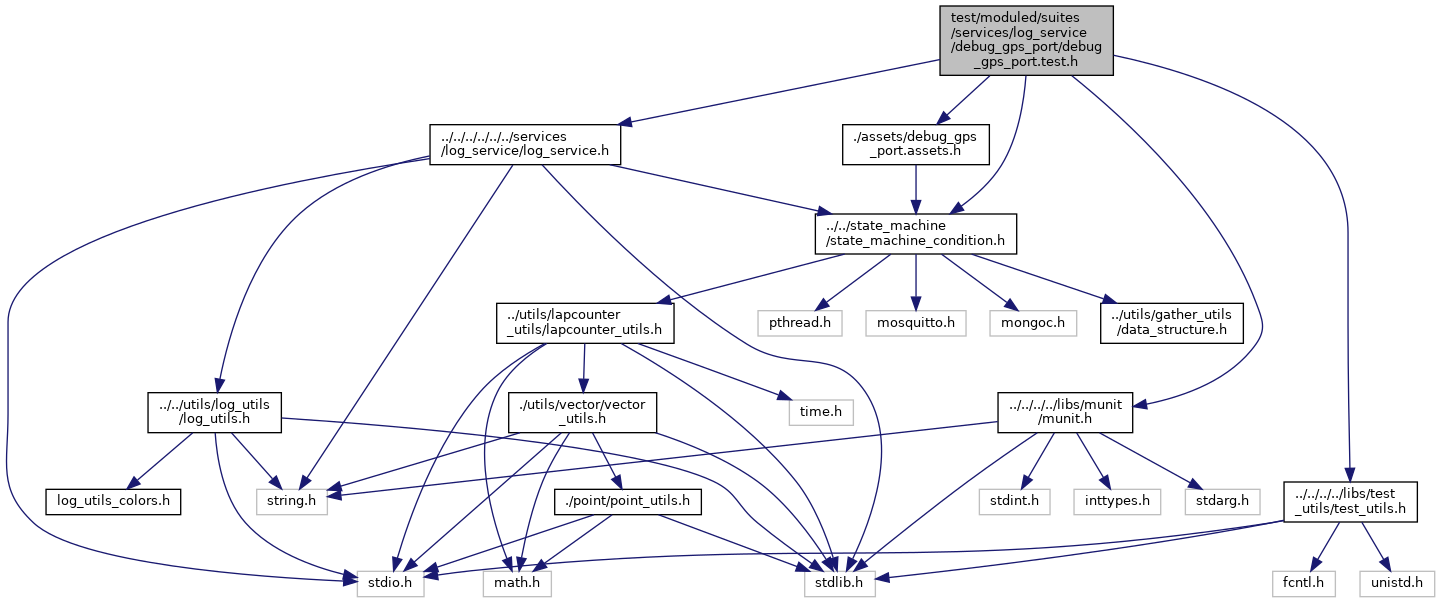 test/moduled/suites
/services/log_service
/debug_gps_port/debug
_gps_port.test.h
../../../../../../services
/log_service/log_service.h
./assets/debug_gps
_port.assets.h
../../state_machine
/state_machine_condition.h
../utils/lapcounter
_utils/lapcounter_utils.h
pthread.h
mosquitto.h
mongoc.h
../utils/gather_utils
/data_structure.h
../../utils/log_utils
/log_utils.h
./utils/vector/vector
_utils.h
time.h
../../../../libs/munit
/munit.h
log_utils_colors.h
string.h
./point/point_utils.h
stdint.h
inttypes.h
stdarg.h
../../../../libs/test
_utils/test_utils.h
stdio.h
math.h
stdlib.h
fcntl.h
unistd.h